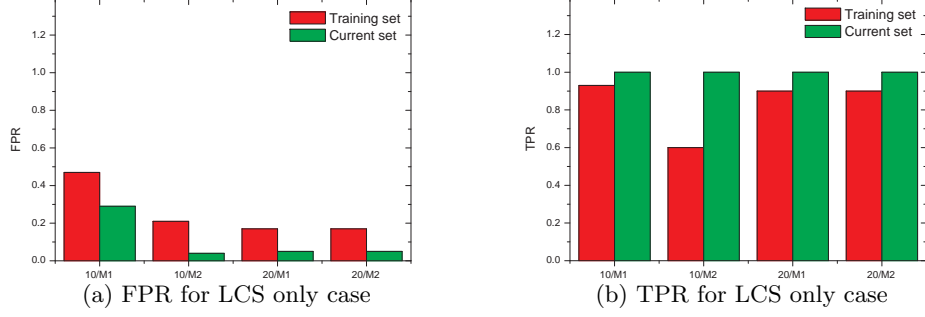 Training set
Current set
1.2
1.0
0.8
0.6
0.4
0.2
0.0
FPR
10/M1 10/M2 20/M1 20/M2
(a) FPR for LCS only case
Training set
Current set
1.2
1.0
0.8
0.6
0.4
0.2
0.0
TPR
10/M1 10/M2 20/M1 20/M2
(b) TPR for LCS only case